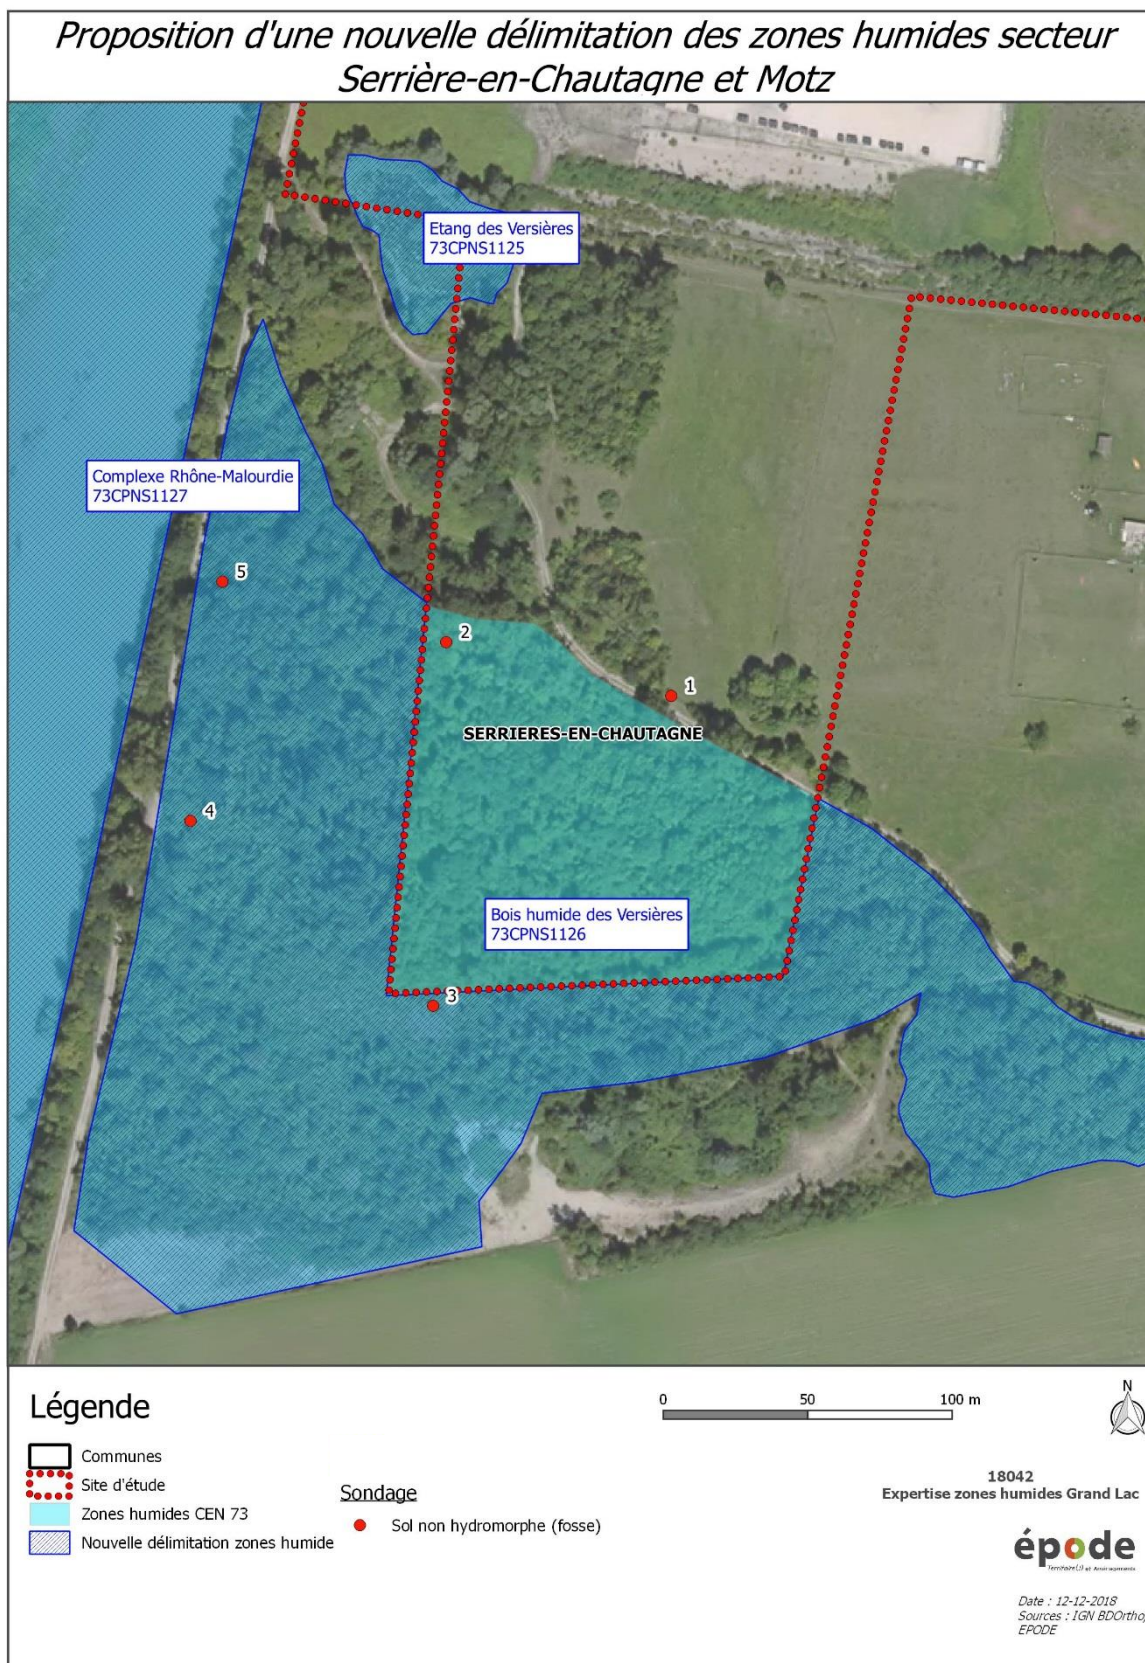 Proposition d'une nouvelle délimitation des zones humides secteur
Serrière-en-Chautagne et Motz
Etang des Versières
73CPNS1125
Complexe Rhône-Malourdie
73CPNS1127
5
2
1
SERRIERES-EN-CHAUTAGNE
4
Bois humide des Versières
73CPNS1126
3
Légende
Communes
Site d'étude
Zones humides CEN 73
Nouvelle délimitation zones humide
Sondage
Sol non hydromorphe (fosse)
0 50 100 m
N
18042
Expertise zones humides Grand Lac
épode
Territoire(s) et Aménagements
Date : 12-12-2018
Sources : IGN BDOrtho,
EPODE